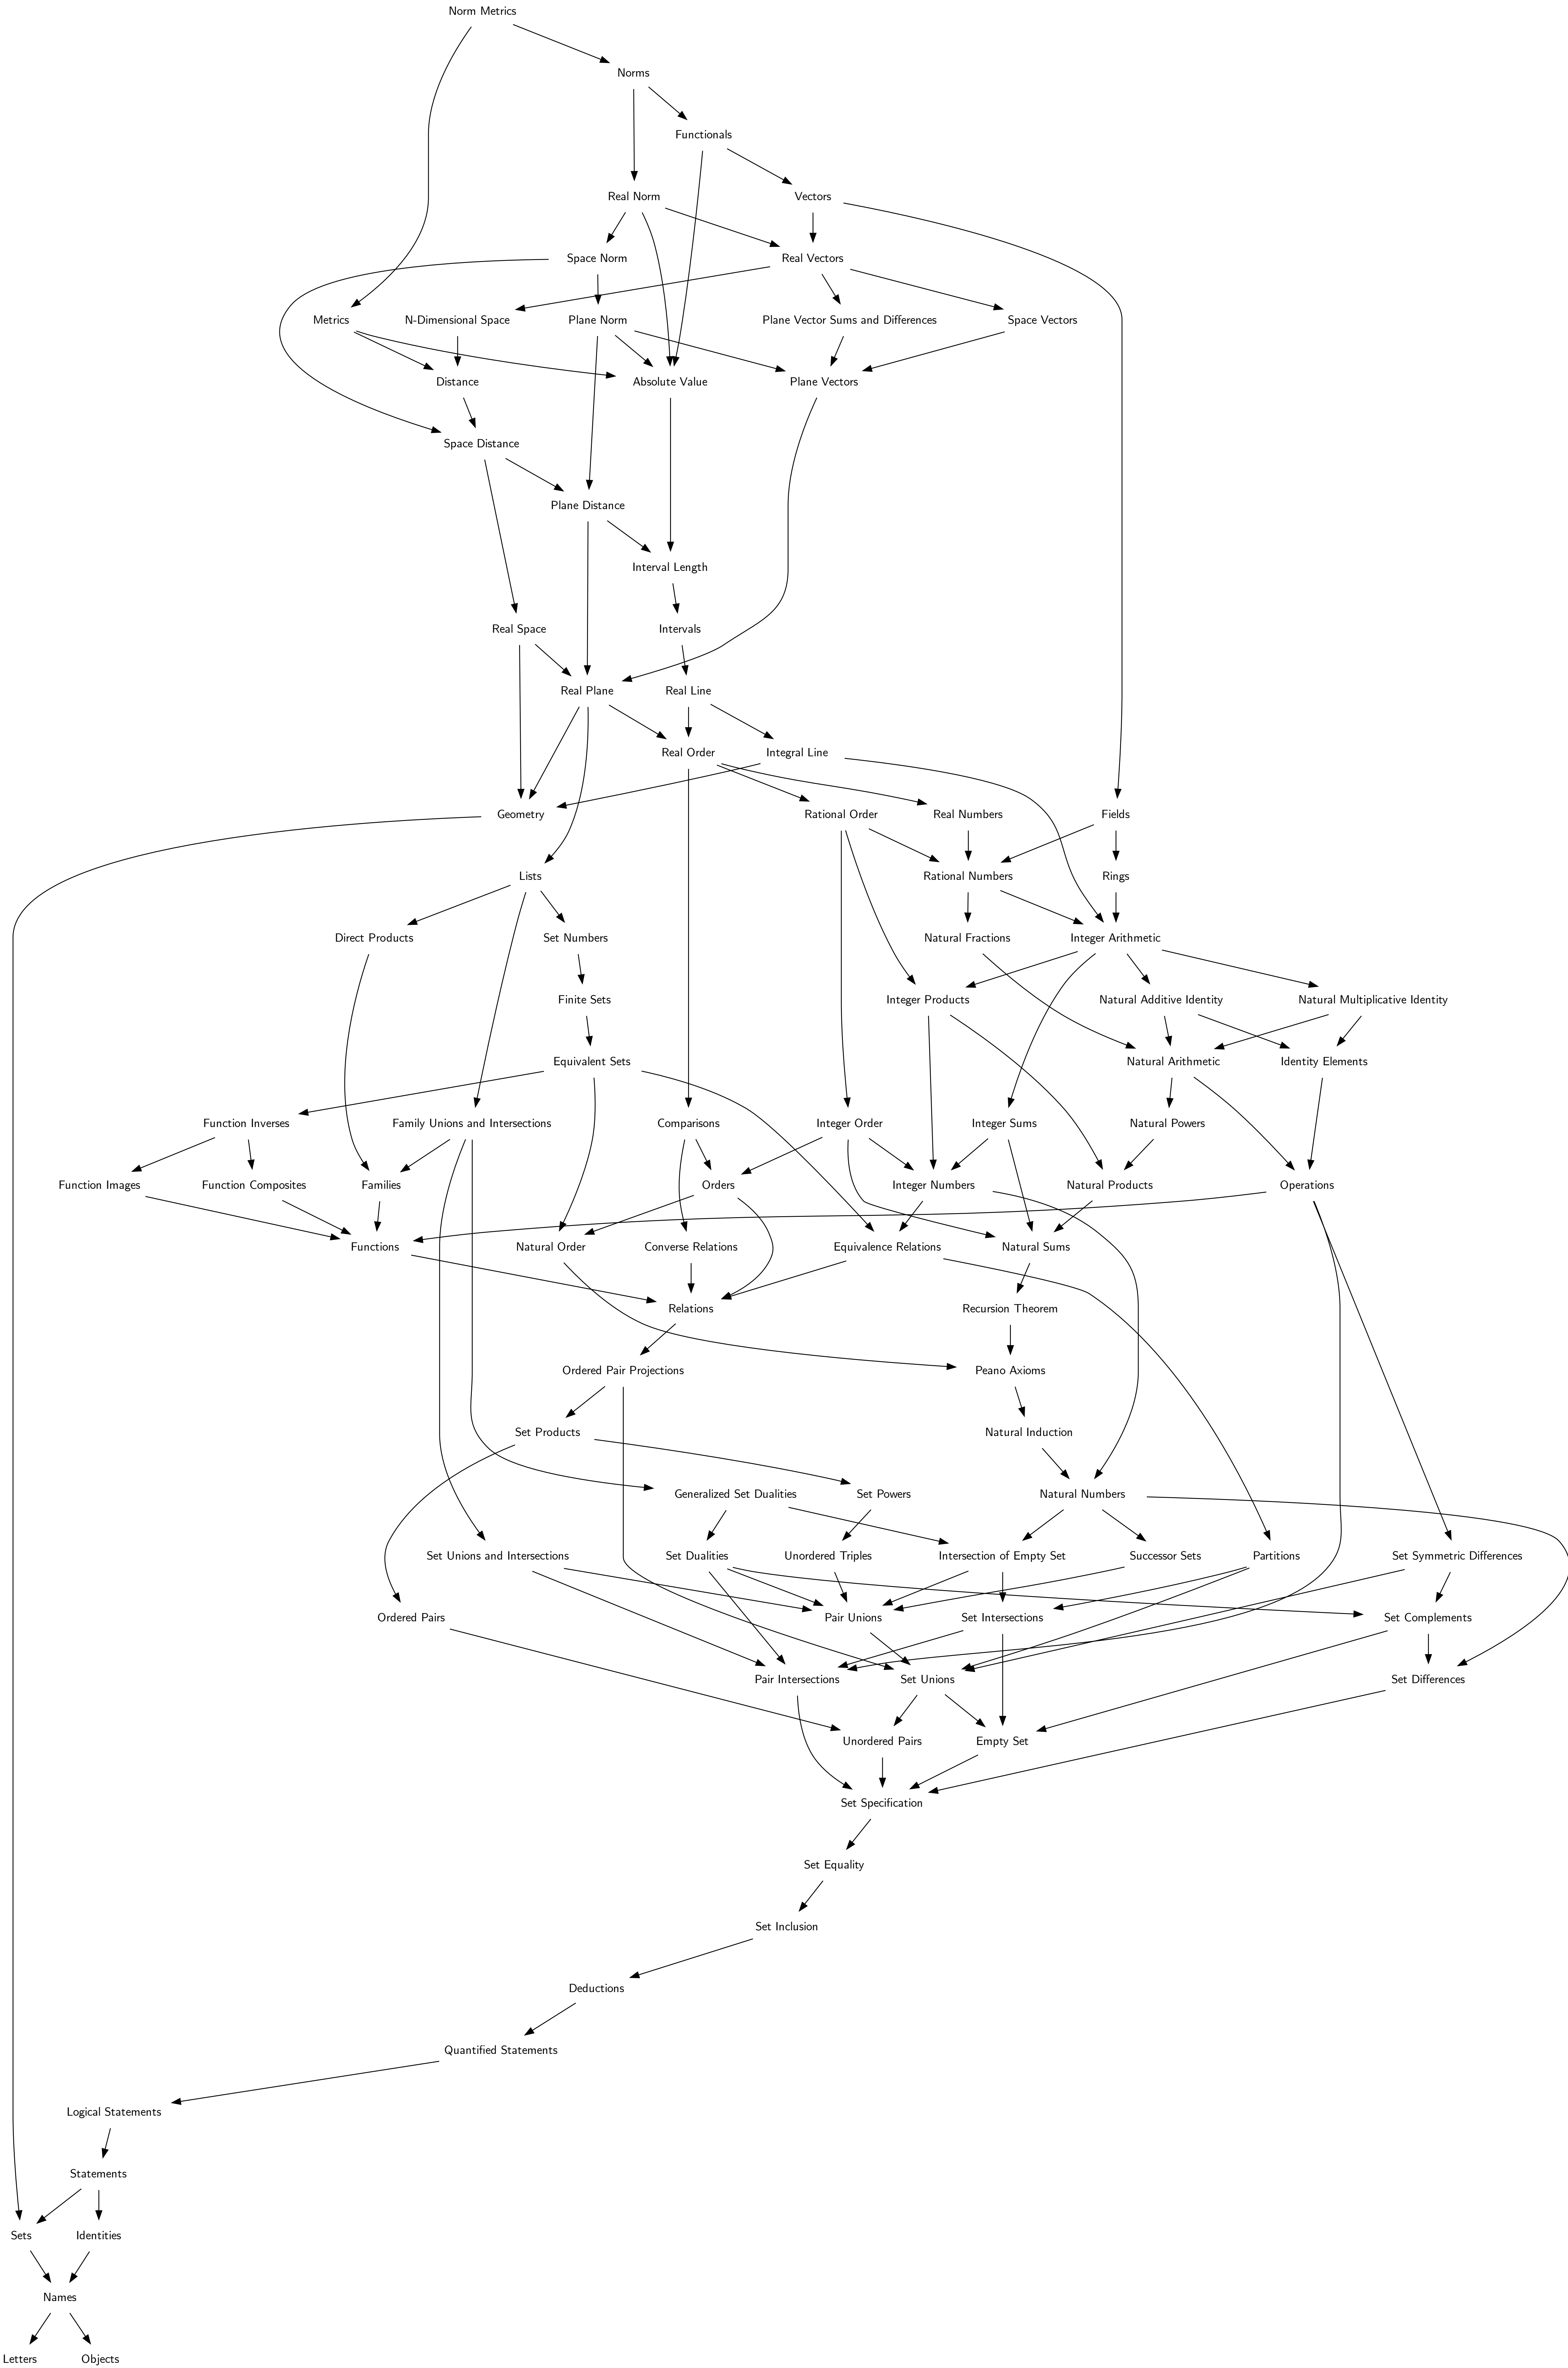 Norm Metrics
Norms
Functionals
Real Norm
Vectors
Space Norm
Real Vectors
Metrics
N-Dimensional Space
Plane Norm
Plane Vector Sums and Differences
Space Vectors
Distance
Absolute Value
Plane Vectors
Space Distance
Plane Distance
Interval Length
Real Space
Intervals
Real Plane
Real Line
Real Order
Integral Line
Geometry
Rational Order
Real Numbers
Fields
Lists
Rational Numbers
Rings
Direct Products
Set Numbers
Natural Fractions
Integer Arithmetic
Finite Sets
Integer Products
Natural Additive Identity
Natural Multiplicative Identity
Equivalent Sets
Natural Arithmetic
Identity Elements
Function Inverses
Family Unions and Intersections
Comparisons
Integer Order
Integer Sums
Natural Powers
Function Images
Function Composites
Families
Orders
Integer Numbers
Natural Products
Operations
Functions
Natural Order
Converse Relations
Equivalence Relations
Natural Sums
Relations
Recursion Theorem
Ordered Pair Projections
Peano Axioms
Set Products
Natural Induction
Generalized Set Dualities
Set Powers
Natural Numbers
Set Unions and Intersections
Set Dualities
Unordered Triples
Intersection of Empty Set
Successor Sets
Partitions
Set Symmetric Differences
Ordered Pairs
Pair Unions
Set Intersections
Set Complements
Pair Intersections
Set Unions
Set Differences
Unordered Pairs
Empty Set
Set Specification
Set Equality
Set Inclusion
Deductions
Quantified Statements
Logical Statements
Statements
Sets
Identities
Names
Letters
Objects